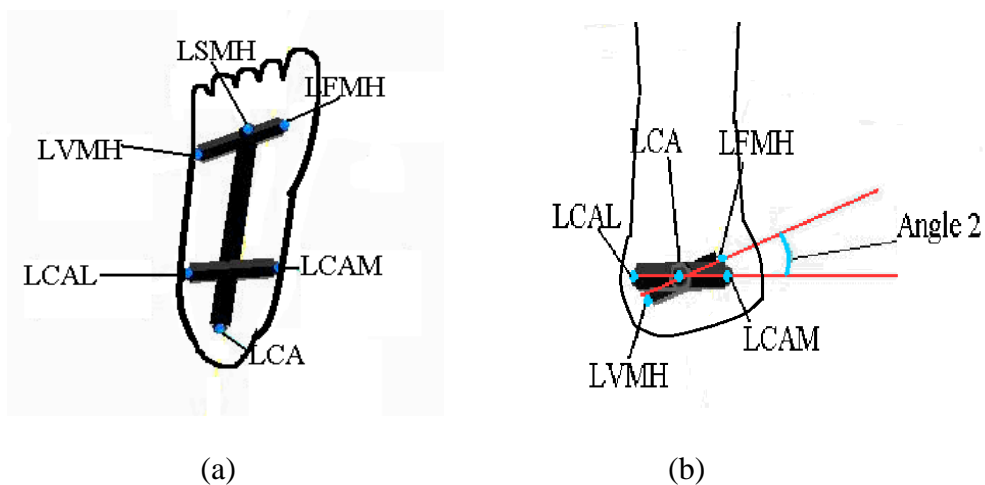 LSMH
LFMH
LVMH
LCAL
LCAM
LCA
LCA
LFMH
LCAL
Angle 2
LCAM
LVMH
(a)
(b)